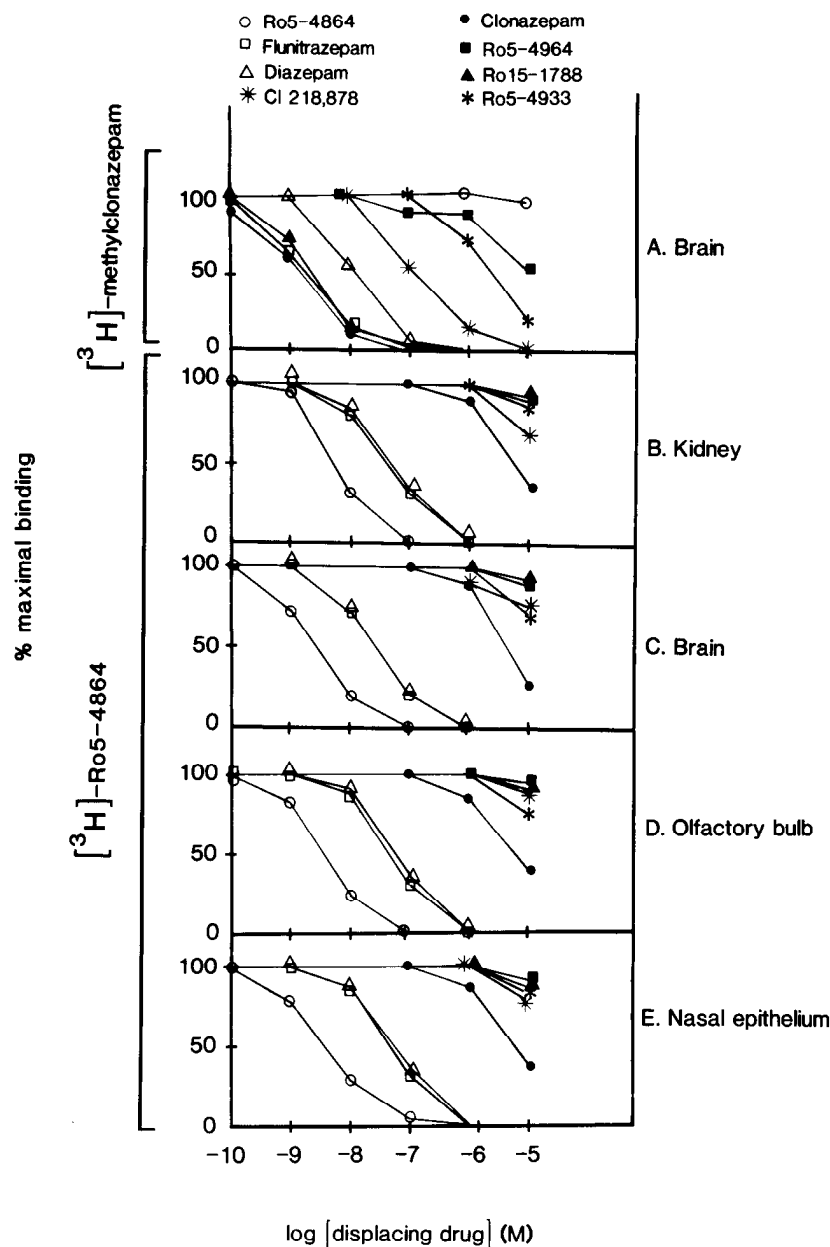 ○ Ro5-4864
□ Flunitrazepam
△ Diazepam
✳ Cl 218,878
● Clonazepam
■ Ro5-4964
▲ Ro15-1788
* Ro5-4933
% maximal binding
[³H]-methylclonazepam
[³H]-Ro5-4864
100
50
0
A. Brain
100
50
0
B. Kidney
100
50
0
C. Brain
100
50
0
D. Olfactory bulb
100
50
0
E. Nasal epithelium
-10 -9 -8 -7 -6 -5
log [displacing drug] (M)